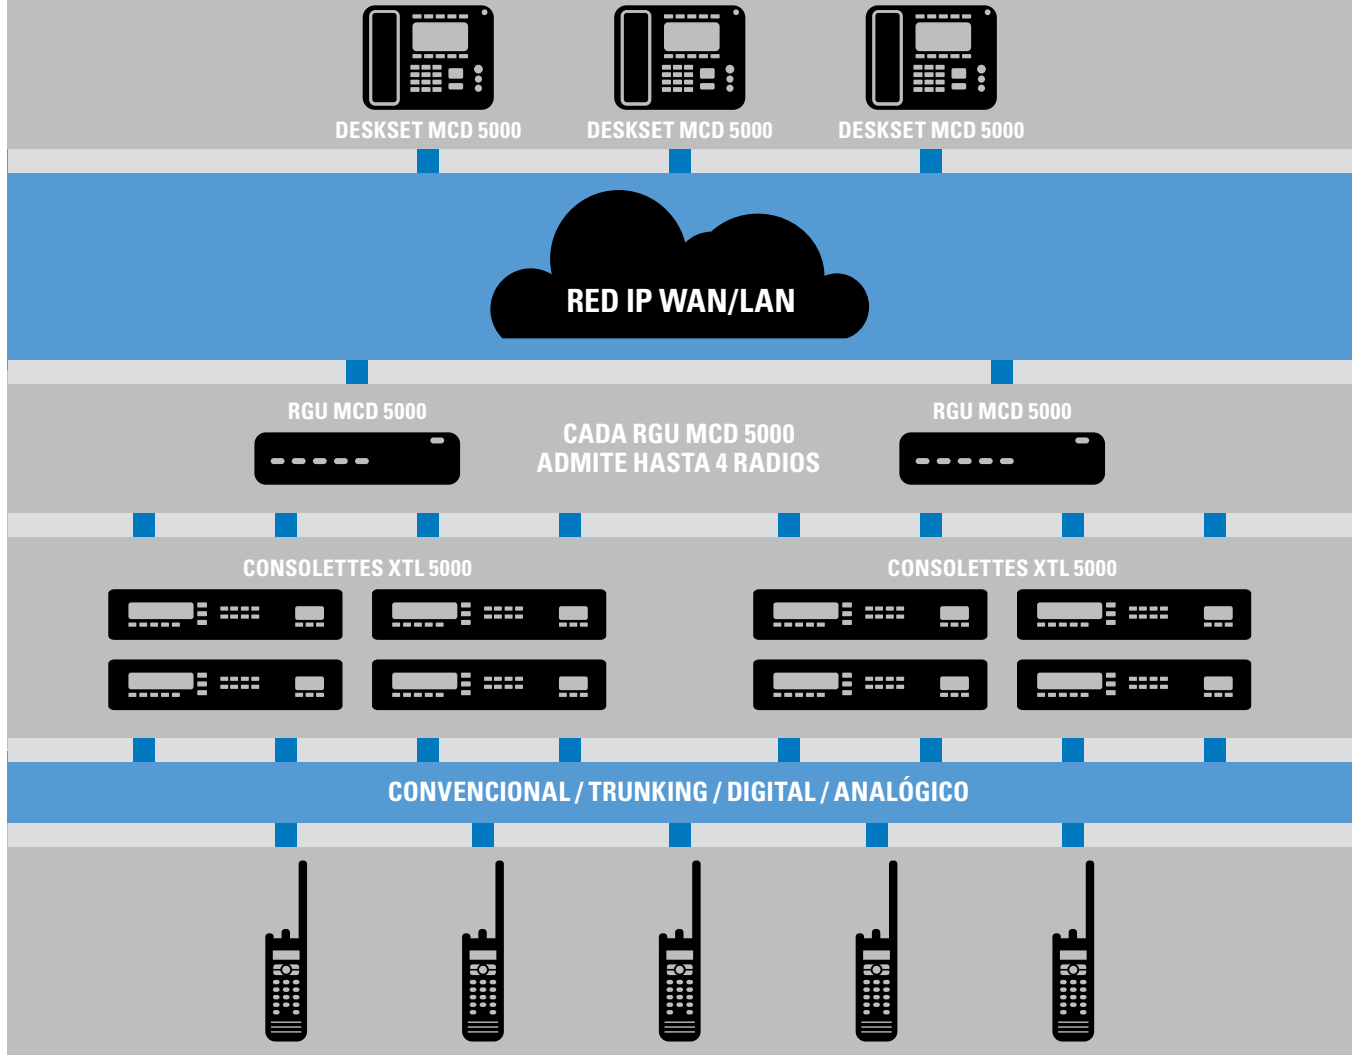 DESKSET MCD 5000
DESKSET MCD 5000
DESKSET MCD 5000
RED IP WAN/LAN
RGU MCD 5000
CADA RGU MCD 5000
ADMITE HASTA 4 RADIOS
RGU MCD 5000
CONSOLETTES XTL 5000
CONSOLETTES XTL 5000
CONVENCIONAL / TRUNKING / DIGITAL / ANALÓGICO